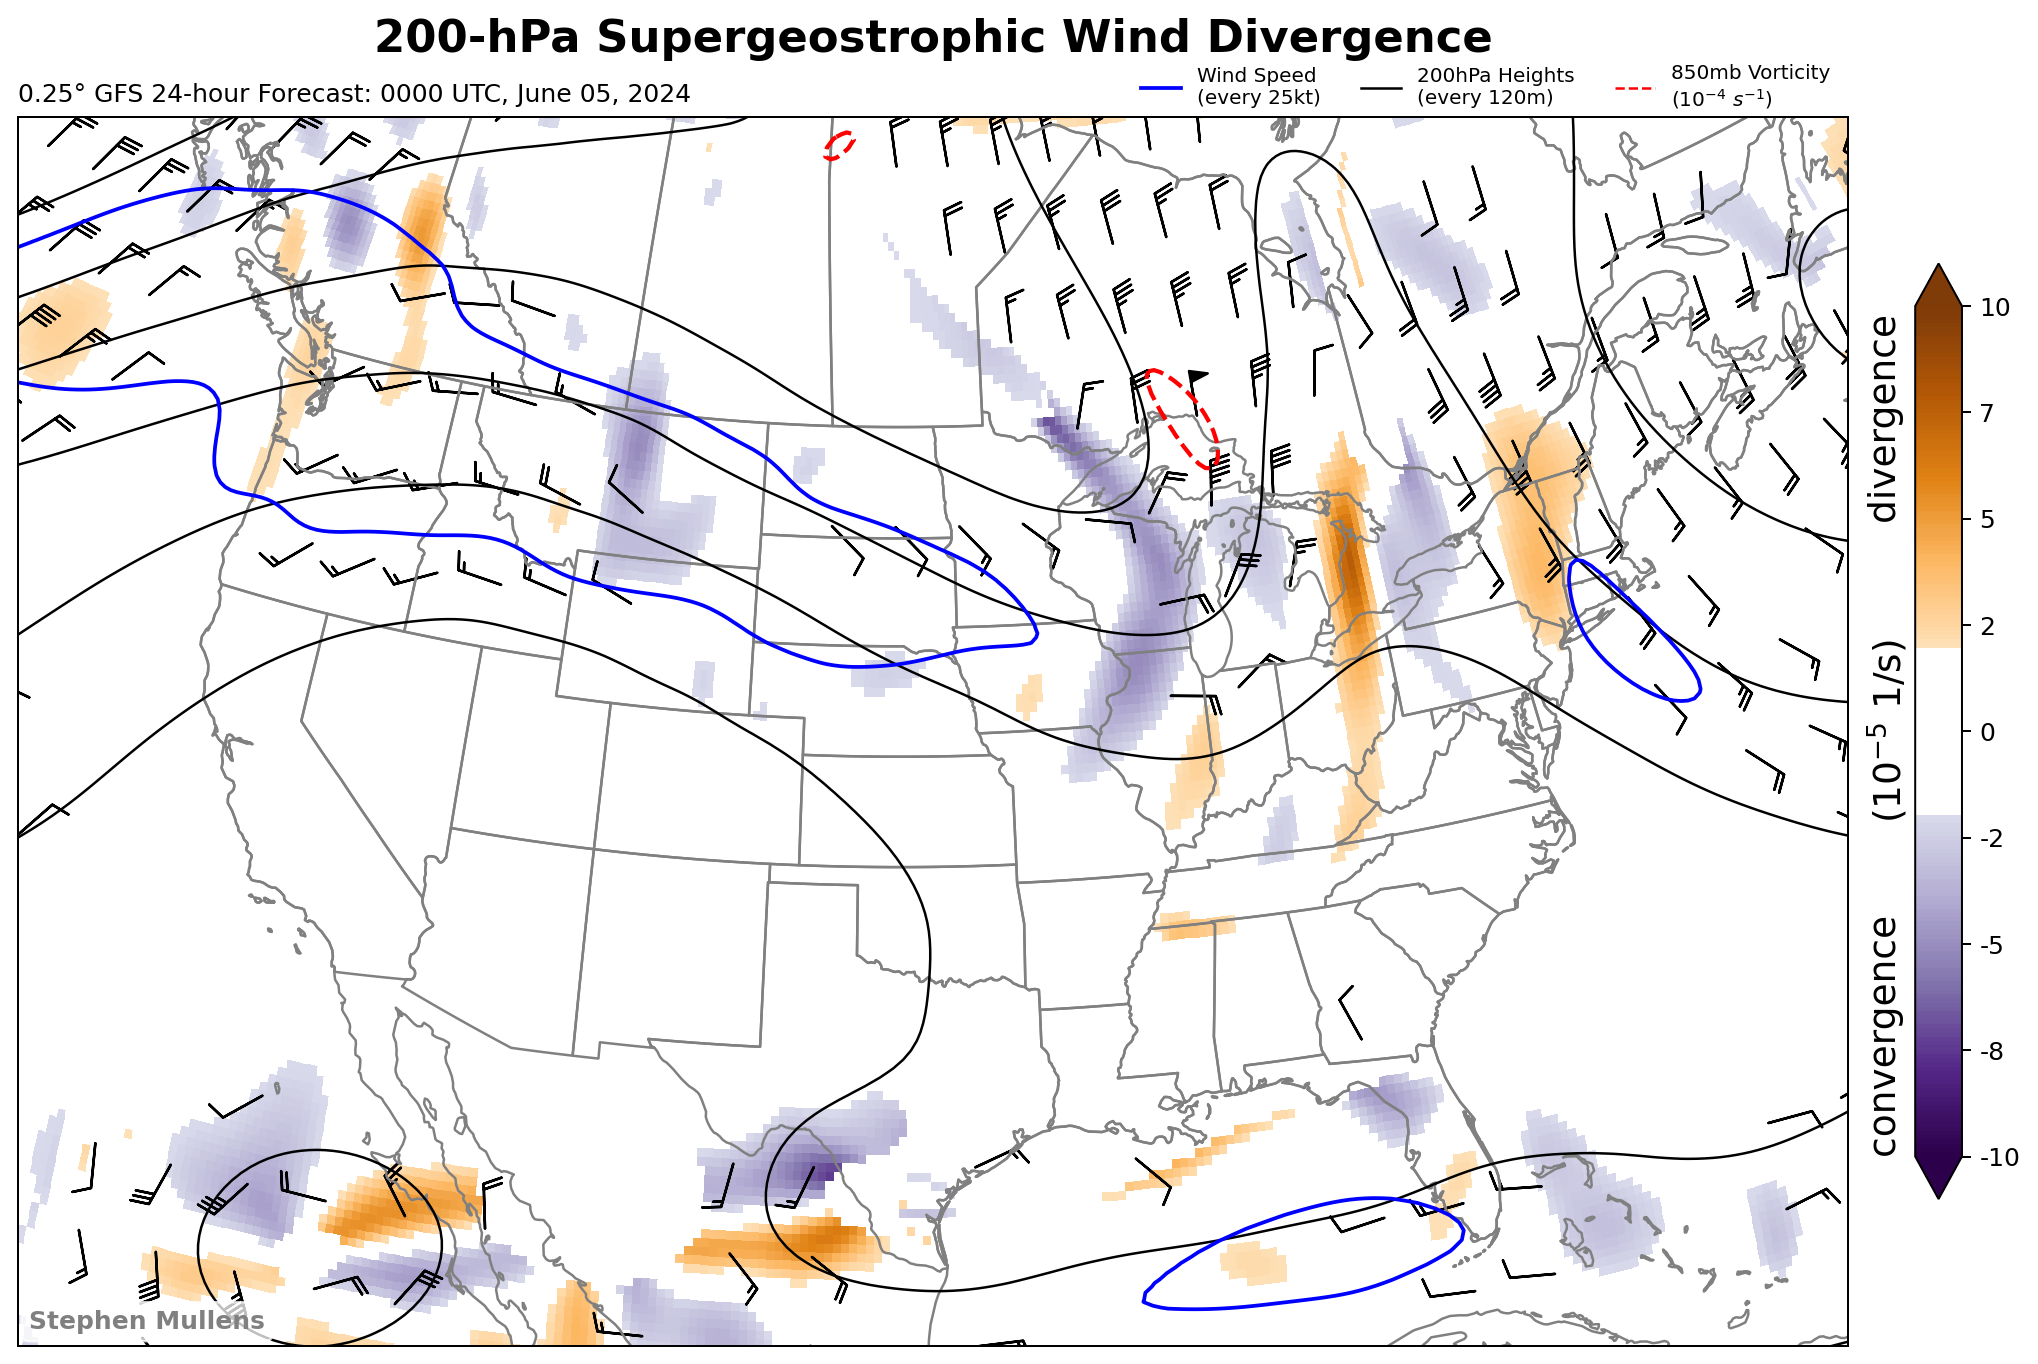 200-hPa Supergeostrophic Wind Divergence
0.25° GFS 24-hour Forecast: 0000 UTC, June 05, 2024
Wind Speed
(every 25kt)
200hPa Heights
(every 120m)
850mb Vorticity
(10⁻⁴ s⁻¹)
10
7
5
2
0
-2
-5
-8
-10
convergence (10⁻⁵ 1/s) divergence
Stephen Mullens